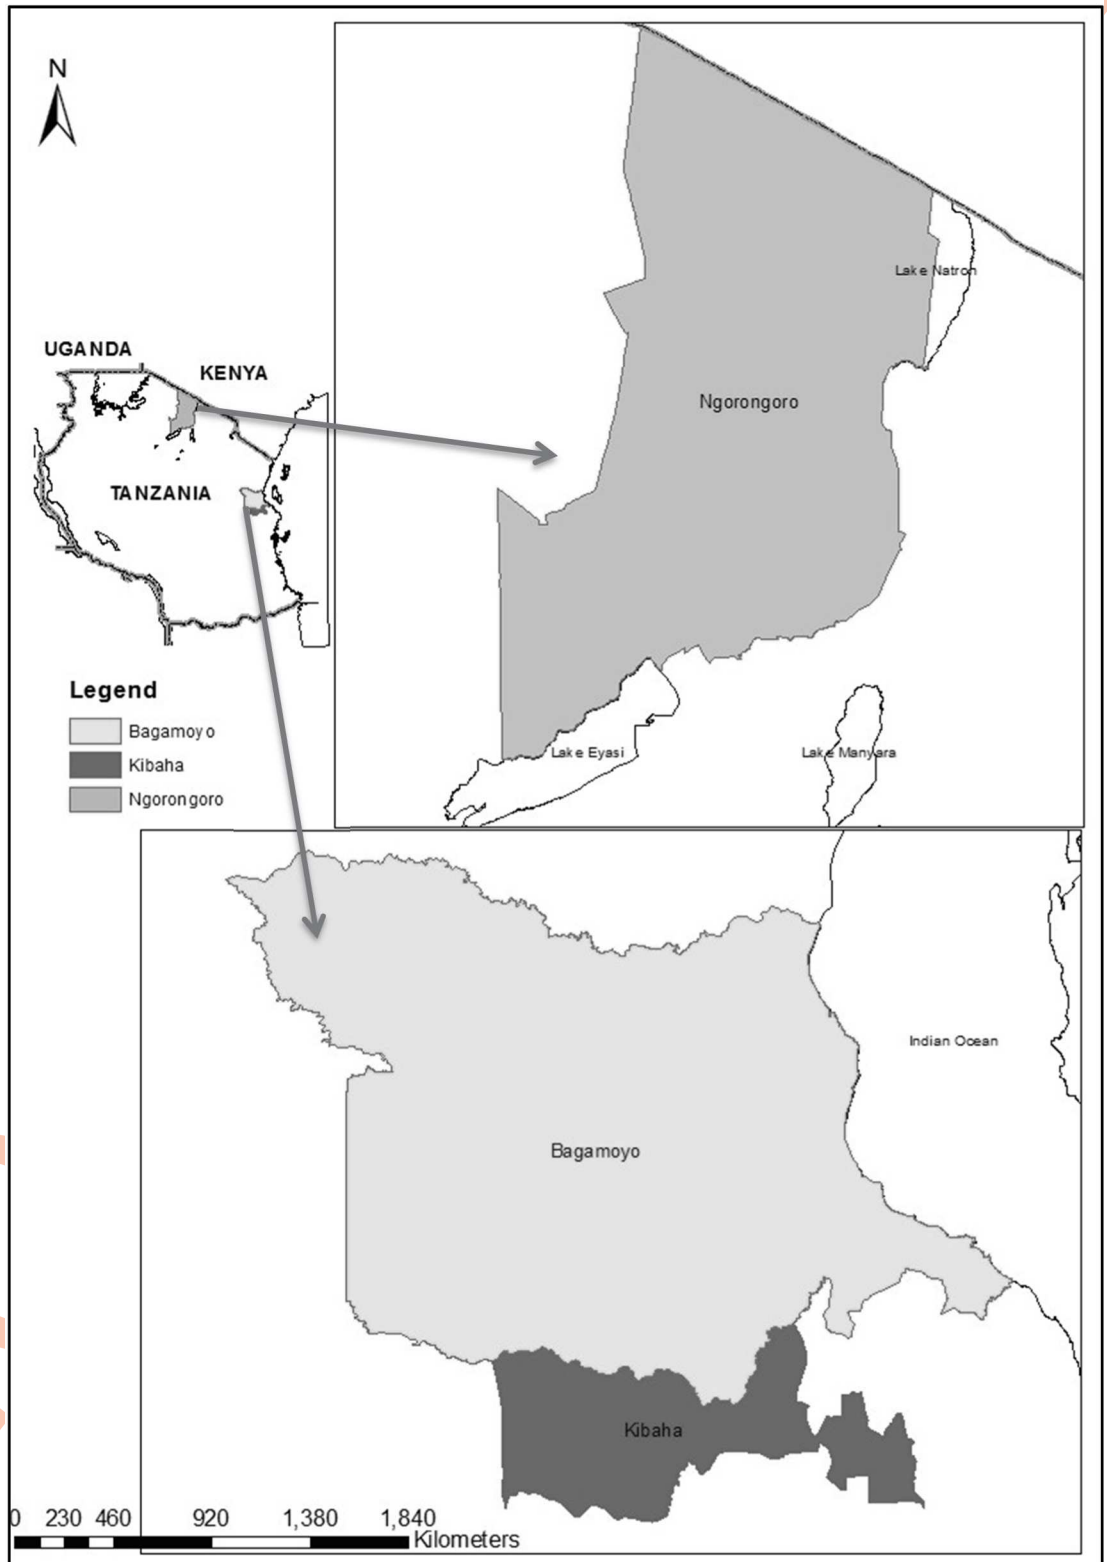 N
UGANDA
KENYA
TANZANIA
Legend
Bagamoyo
Kibaha
Ngorongoro
Lake Natron
Ngorongoro
Lake Eyasi
Lake Manyara
Indian Ocean
Bagamoyo
Kibaha
0 230 460 920 1,380 1,840
Kilometers